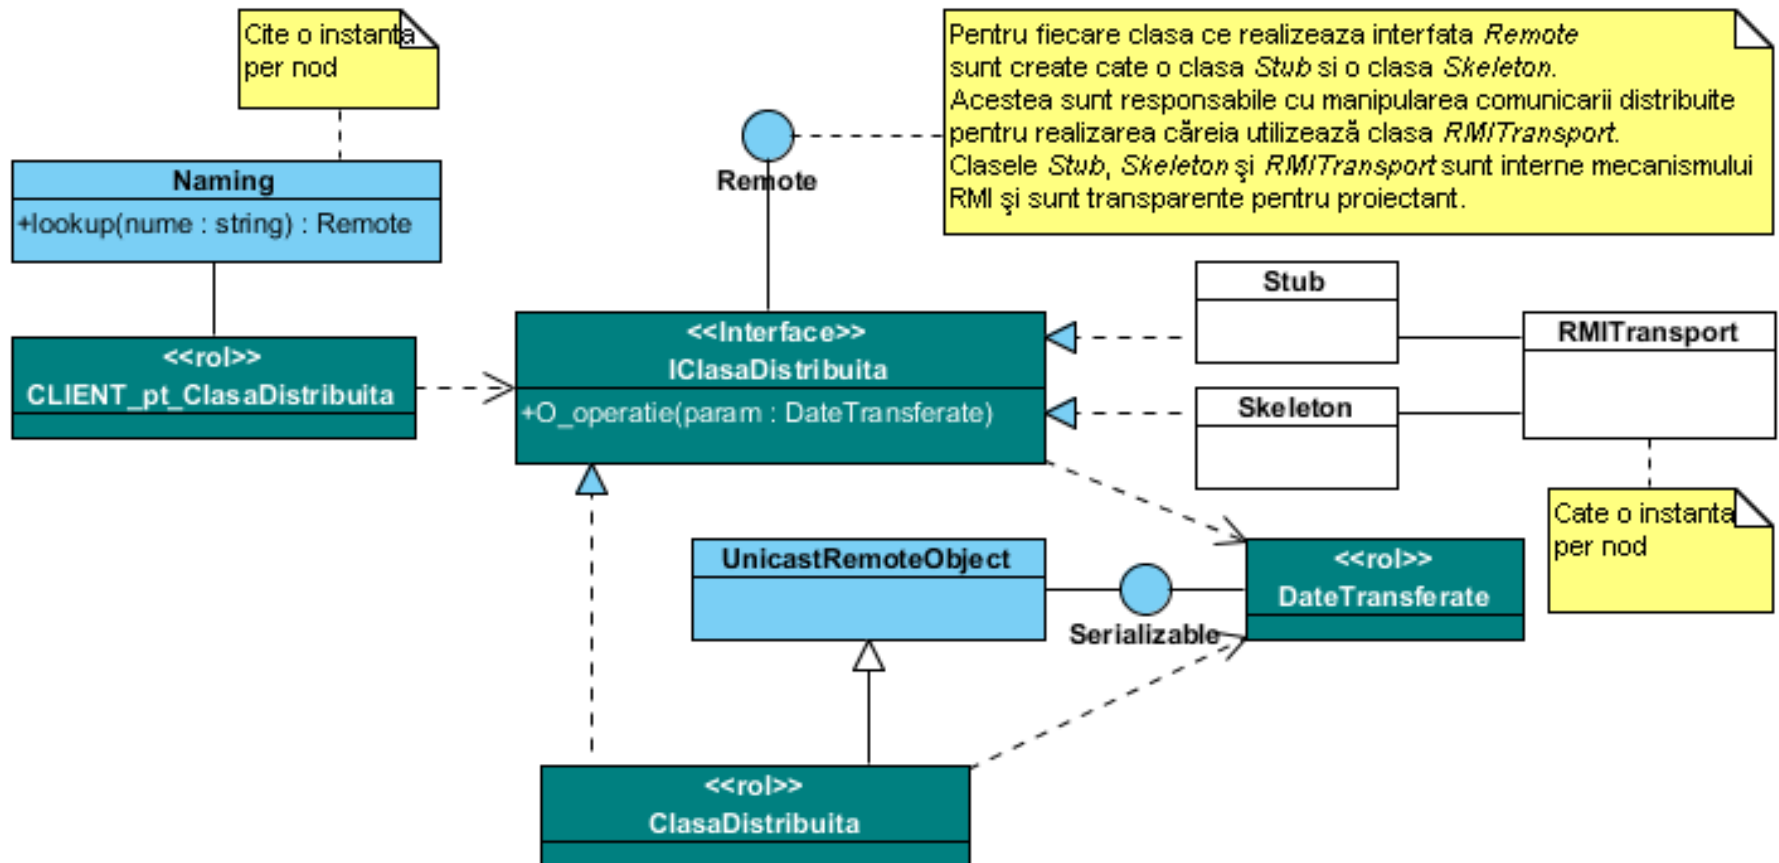 Cite o instanta
per nod
Pentru fiecare clasa ce realizeaza interfata Remote
sunt create cate o clasa Stub si o clasa Skeleton.
Acestea sunt responsabile cu manipularea comunicarii distribuite
pentru realizarea căreia utilizează clasa RMITransport.
Clasele Stub, Skeleton şi RMITransport sunt interne mecanismului
RMI şi sunt transparente pentru proiectant.
Remote
Naming
+lookup(nume : string) : Remote
<<rol>>
CLIENT_pt_ClasaDistribuita
<<Interface>>
IClasaDistribuita
+O_operatie(param : DateTransferate)
Stub
Skeleton
RMITransport
Cate o instanta
per nod
UnicastRemoteObject
Serializable
<<rol>>
DateTransferate
<<rol>>
ClasaDistribuita